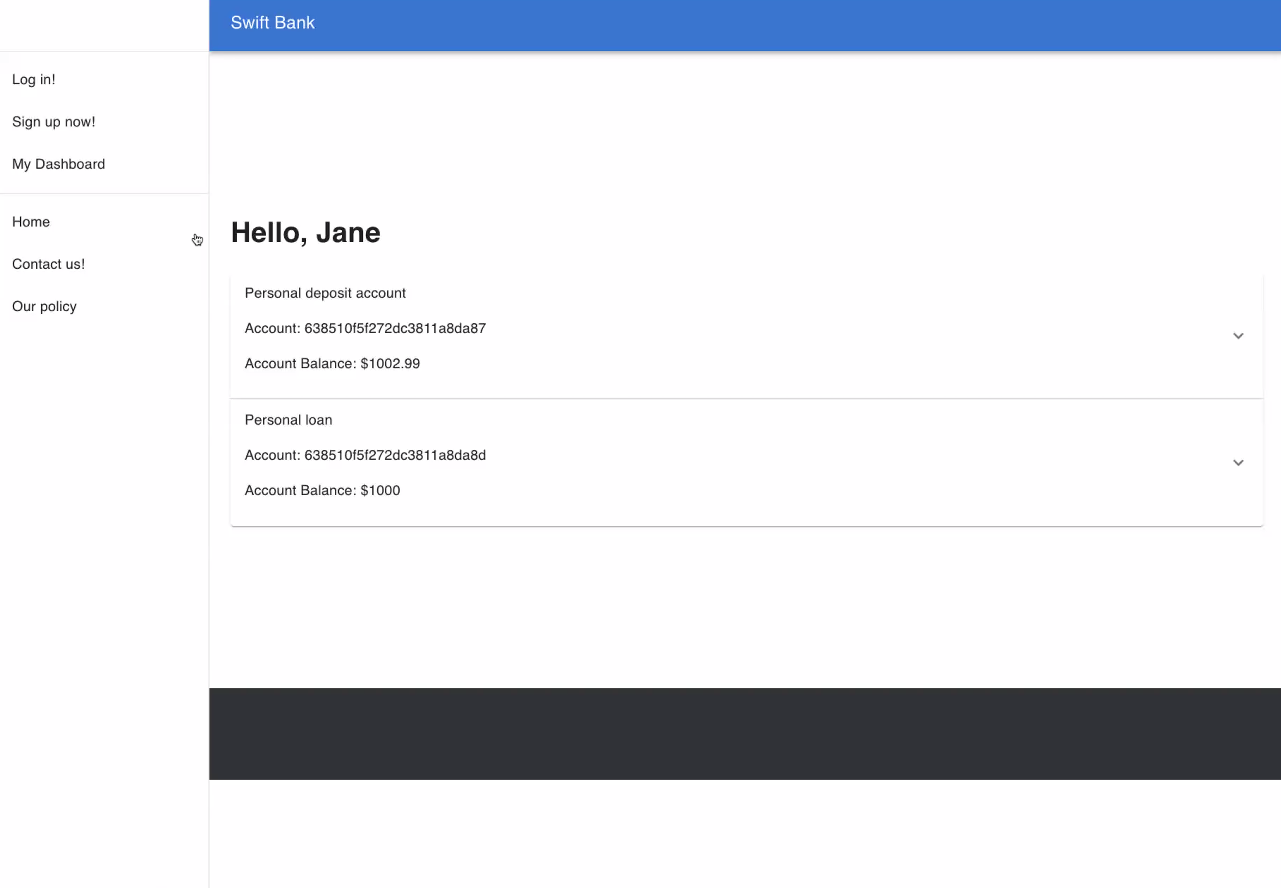 Swift Bank
Log in!
Sign up now!
My Dashboard
Home
Contact us!
Our policy
Hello, Jane
Personal deposit account
Account: 638510f5f272dc3811a8da87
Account Balance: $1002.99
Personal loan
Account: 638510f5f272dc3811a8da8d
Account Balance: $1000